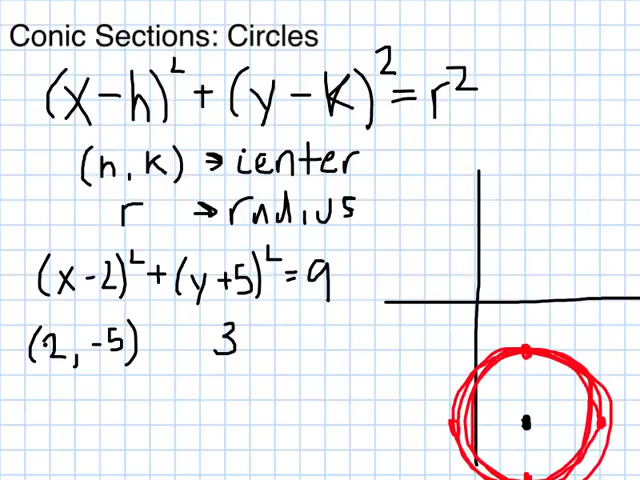 Conic Sections: Circles
(x-h)² + (y-k)² = r²
(h, k) → center
r → radius
(x-2)² + (y+5)² = 9
(2, -5) 3